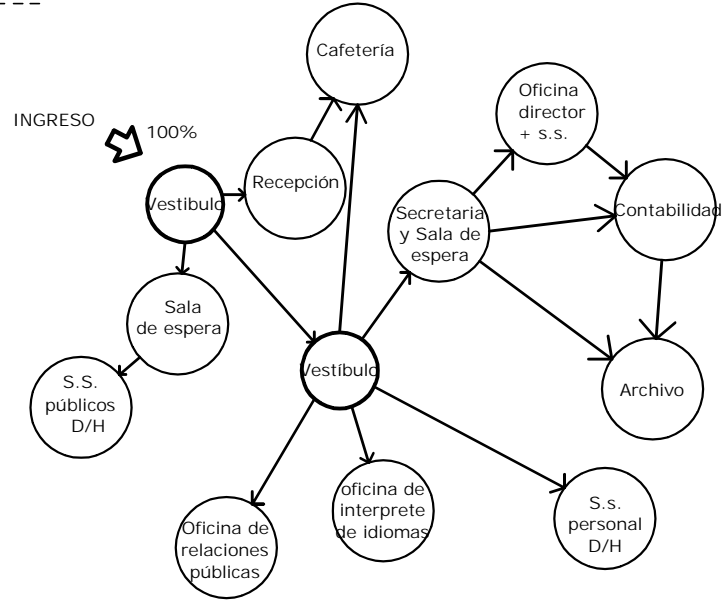 Cafetería
INGRESO
100%
Oficina
director
+ s.s.
Recepción
Vestibulo
Secretaria
y Sala de
espera
Contabilidad
Sala
de espera
Vestíbulo
S.S.
públicos
D/H
Archivo
oficina de
interprete
de idiomas
Oficina de
relaciones
públicas
S.s.
personal
D/H